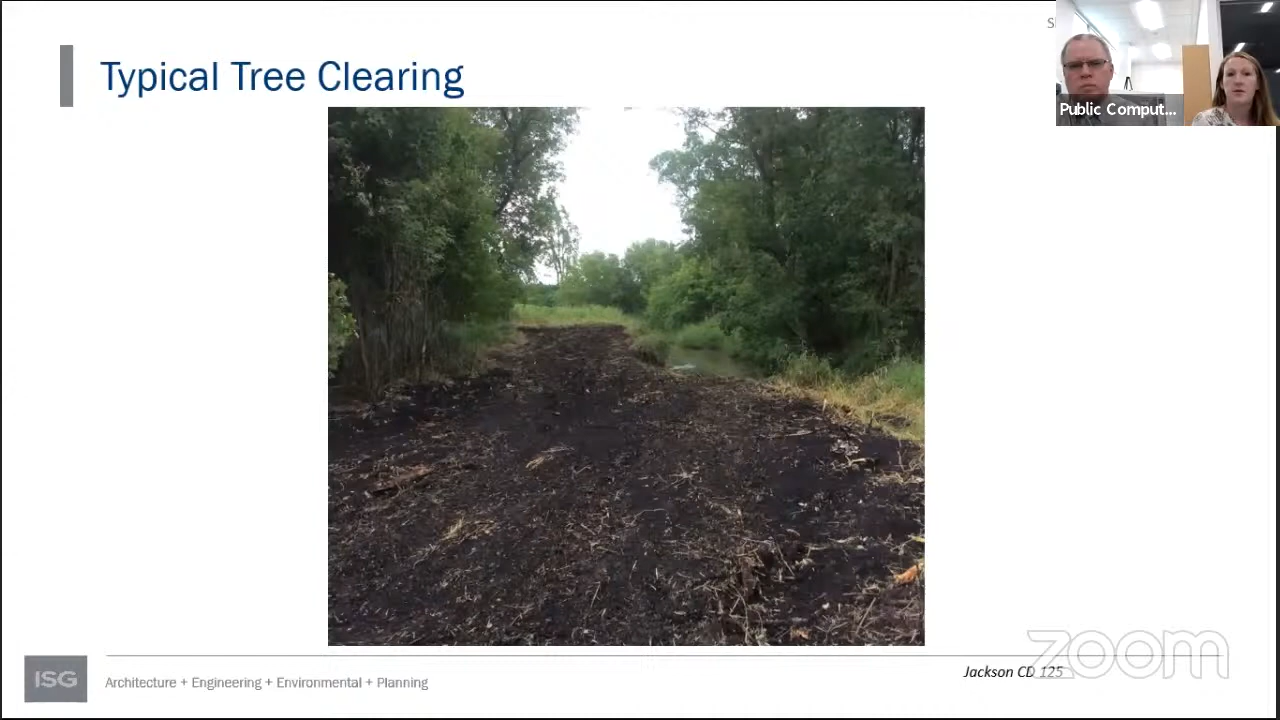 Typical Tree Clearing
Public Comput...
zoom
Jackson CD 125
ISG
Architecture + Engineering + Environmental + Planning